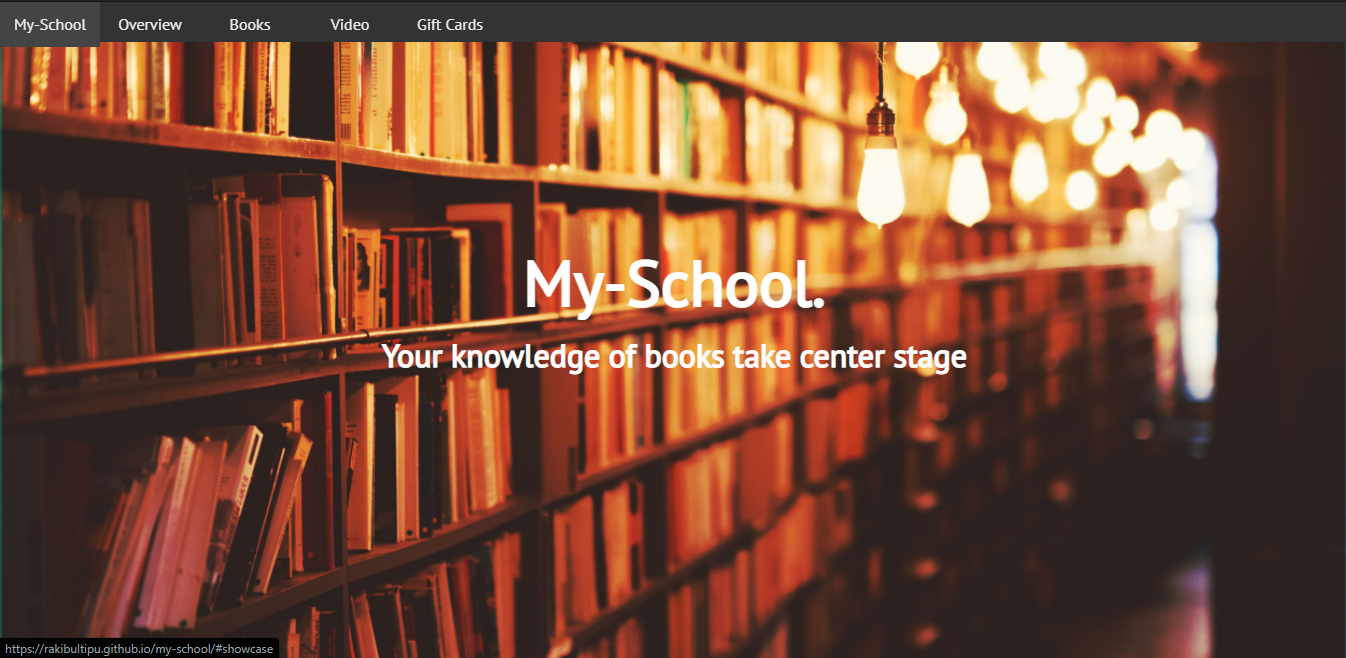 My-School Overview Books Video Gift Cards
My-School.
Your knowledge of books take center stage
https://rakibultipu.github.io/my-school/#showcase